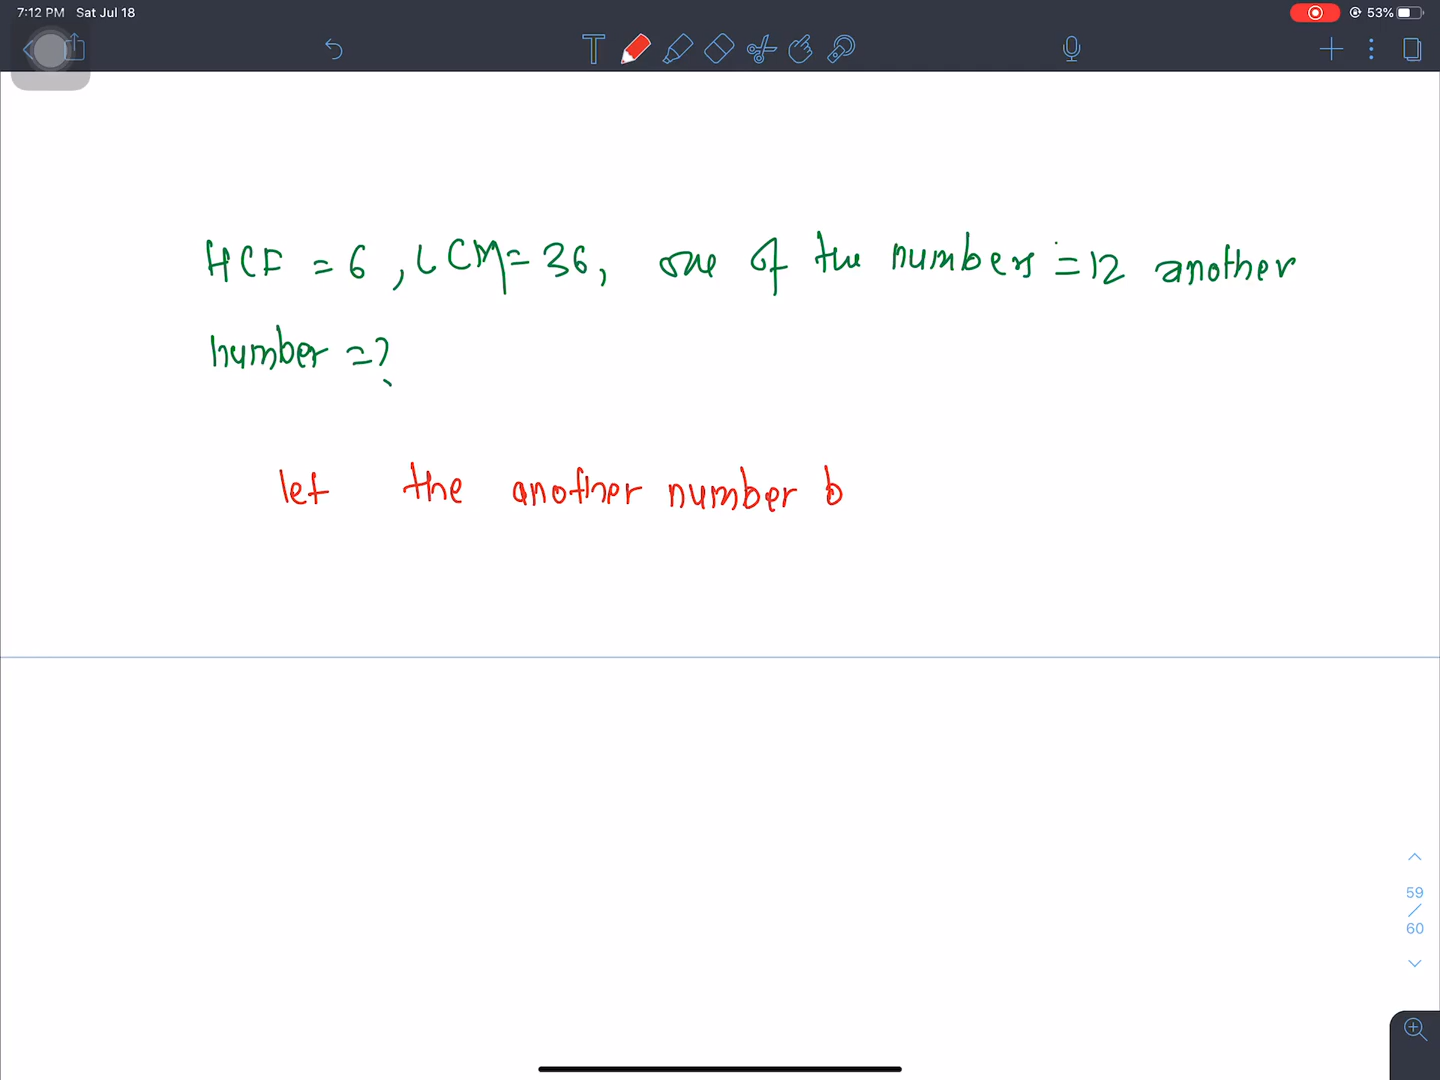 7:12 PM Sat Jul 18
53%
HCF = 6, LCM = 36, one of the numbers = 12 another
number = ?
let the another number b
59
/
60